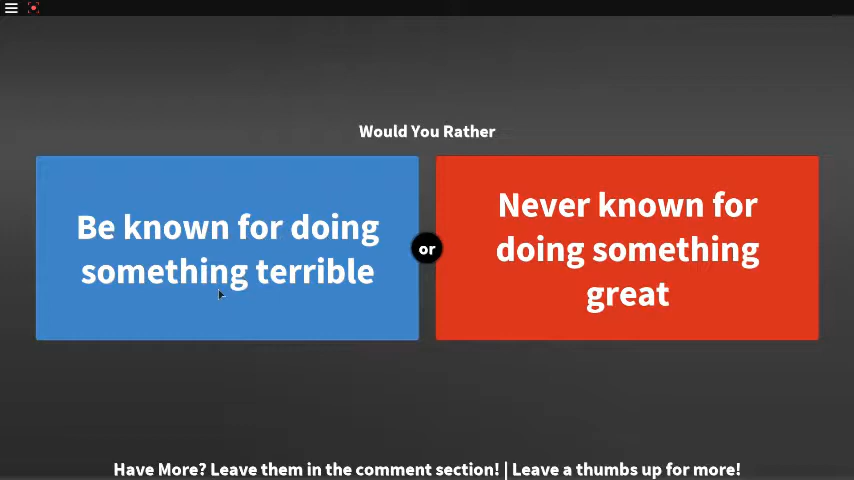 Would You Rather
Be known for doing
something terrible
or
Never known for
doing something
great
Have More? Leave them in the comment section! | Leave a thumbs up for more!